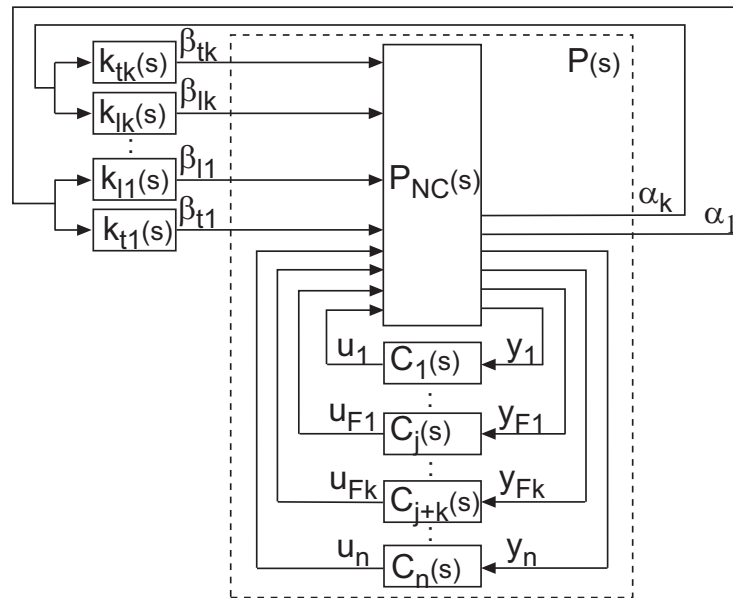 k_tk(s) β_tk
P(s)
k_lk(s) β_lk
⋮
k_l1(s) β_l1
P_NC(s)
k_t1(s) β_t1
α_k
α_1
u_1 C_1(s) y_1
⋮
u_F1 C_j(s) y_F1
⋮
u_Fk C_j+k(s) y_Fk
⋮
u_n C_n(s) y_n